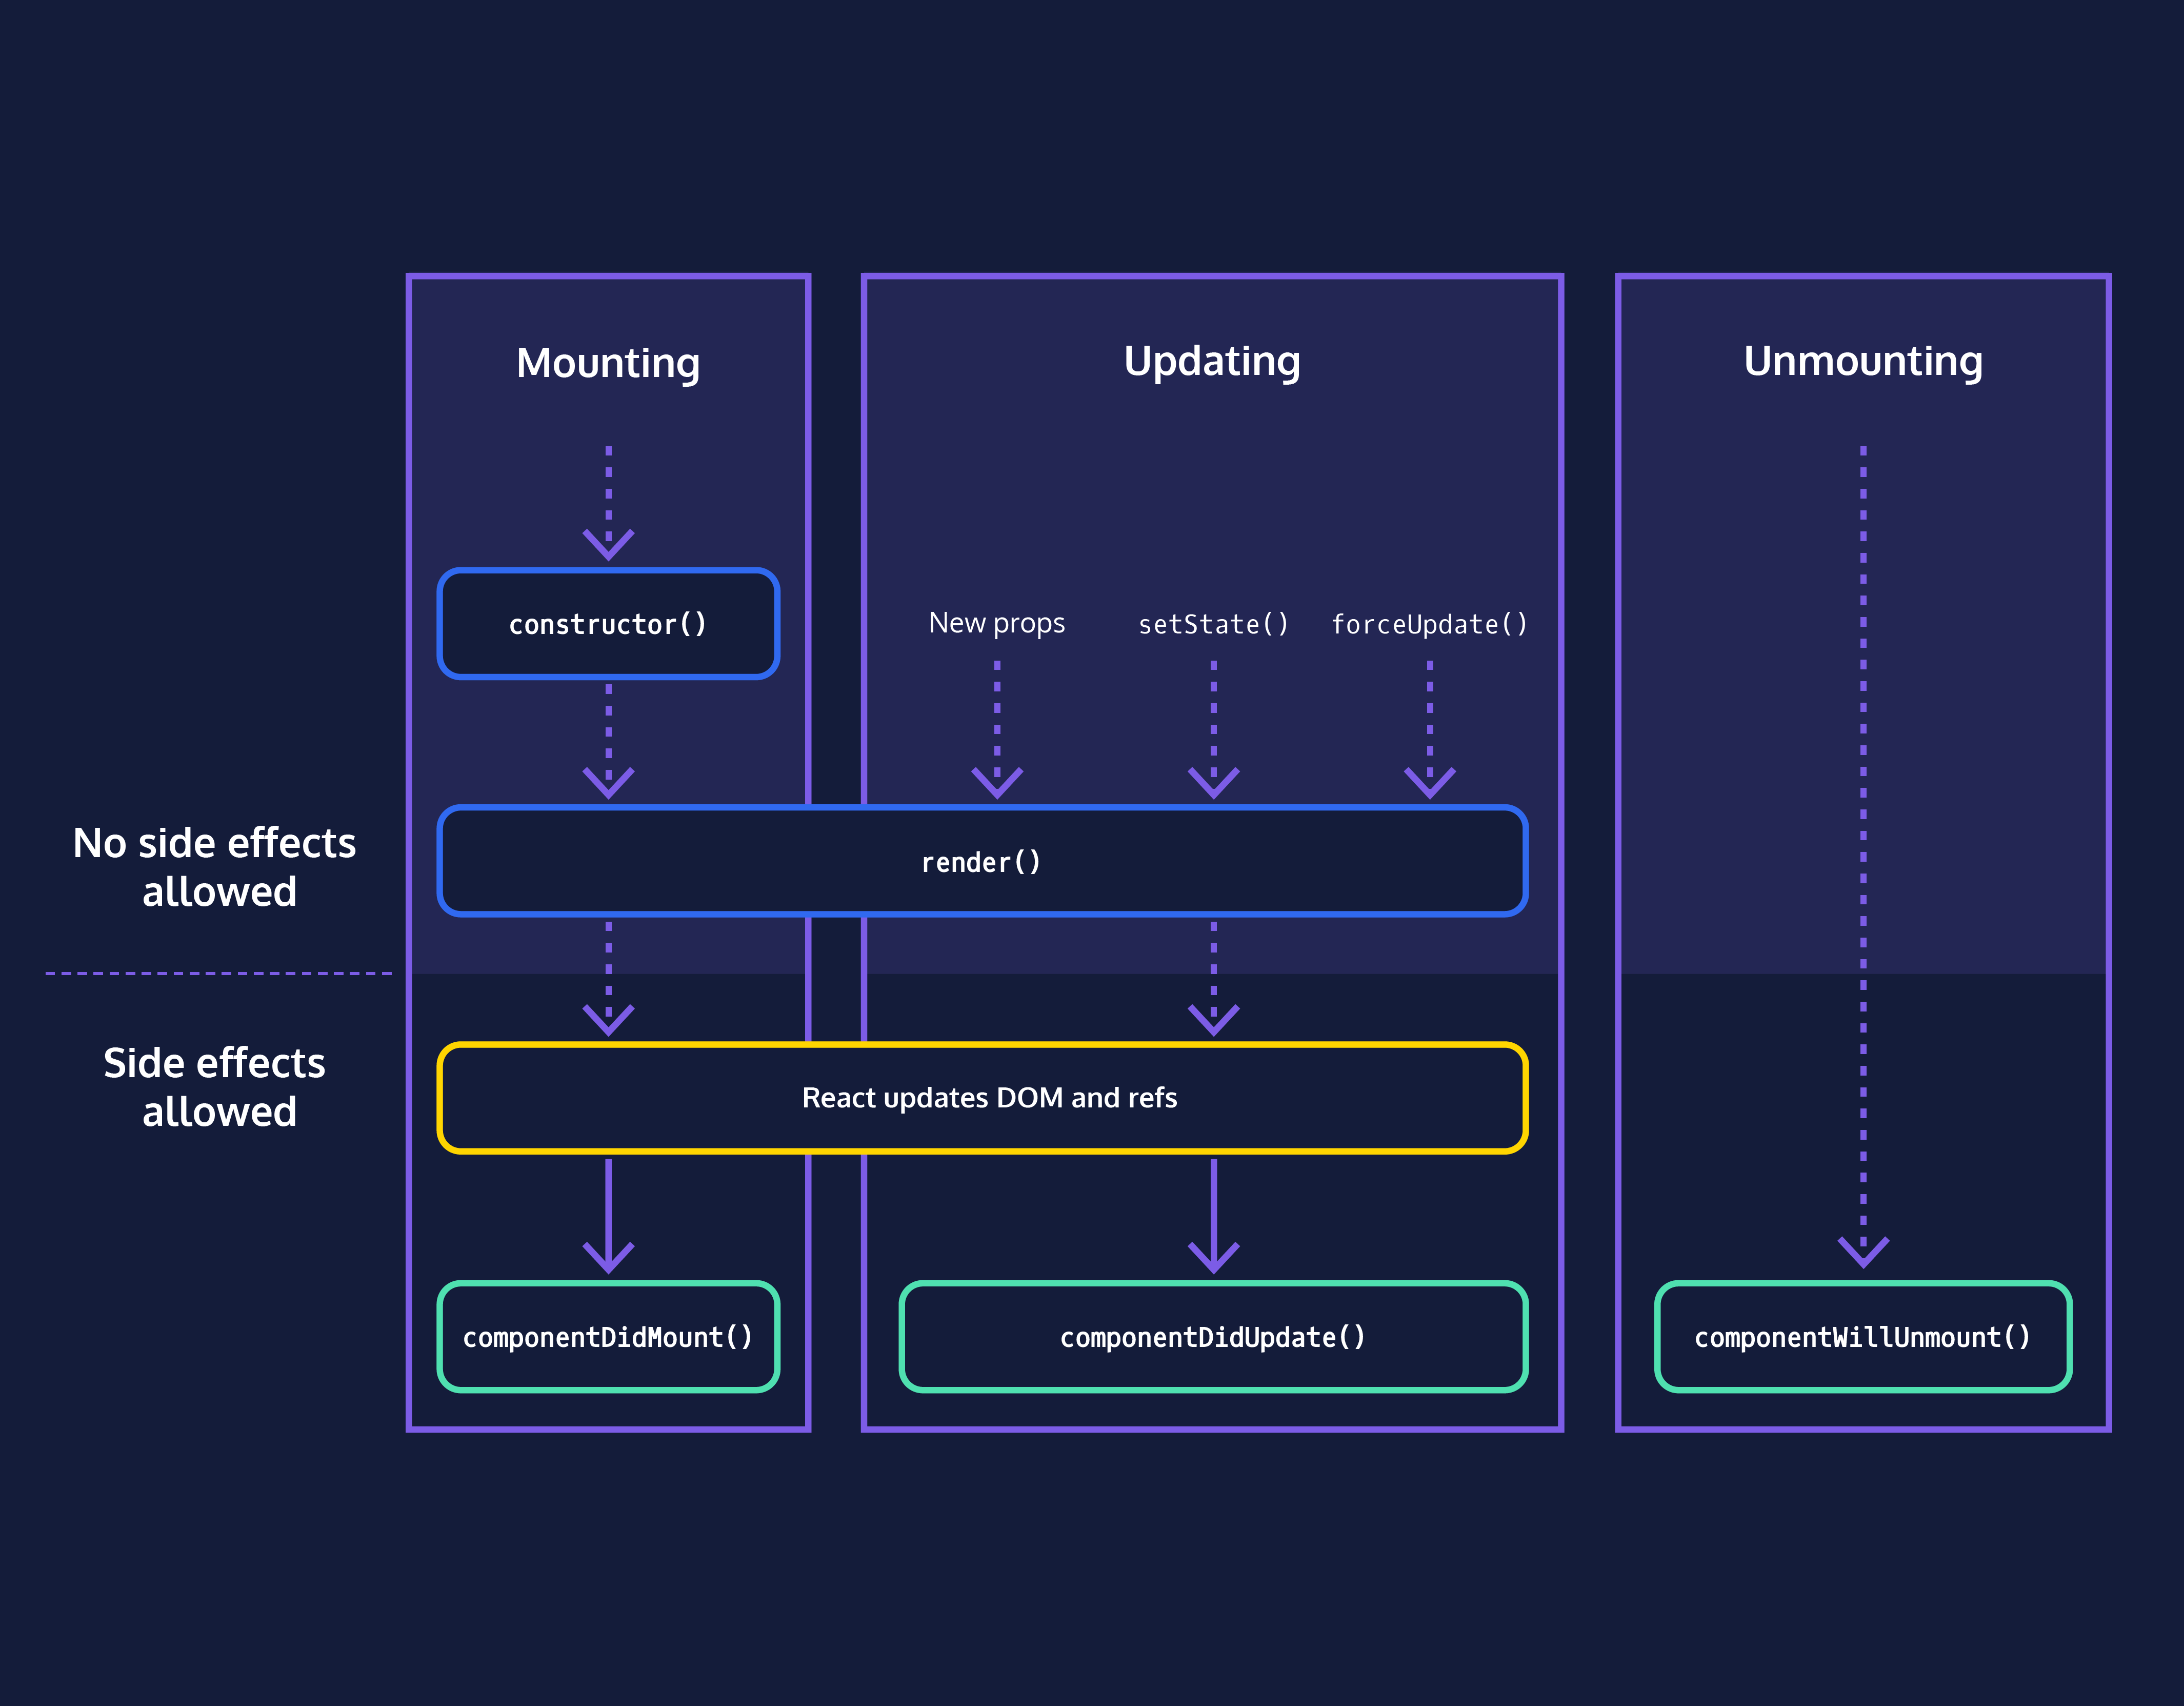 Mounting
Updating
Unmounting
constructor()
New props
setState()
forceUpdate()
No side effects
allowed
render()
Side effects
allowed
React updates DOM and refs
componentDidMount()
componentDidUpdate()
componentWillUnmount()